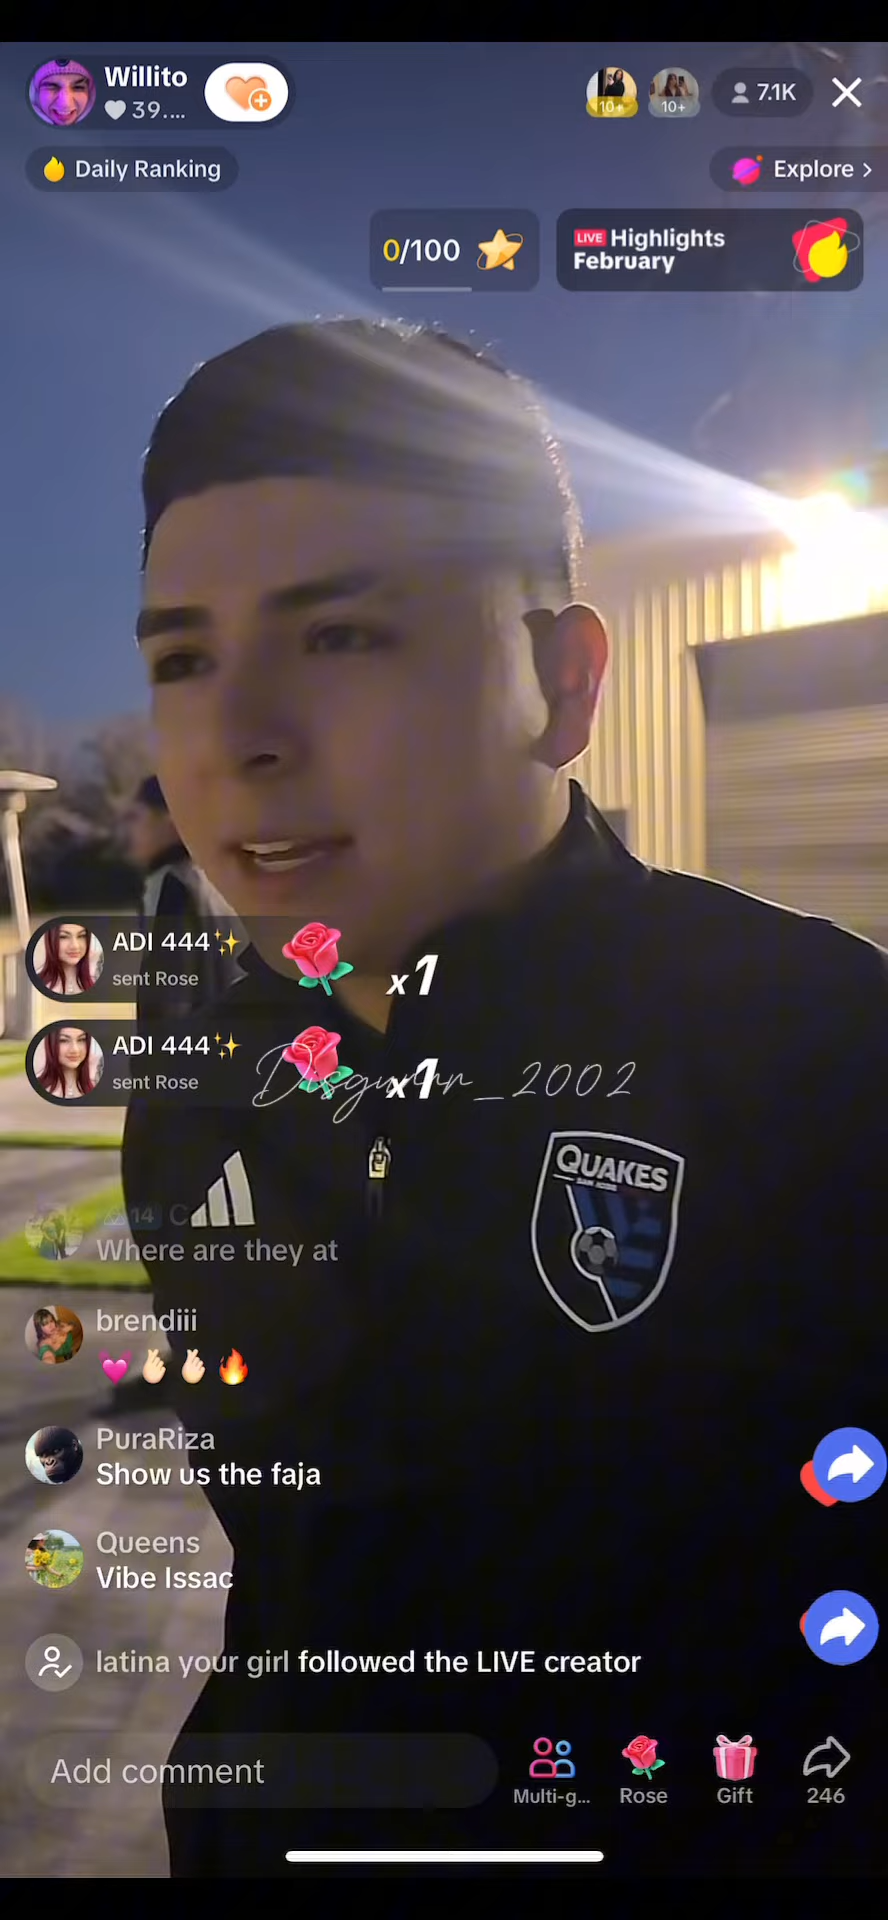 Willito
39....
10+
10+
7.1K
Daily Ranking
Explore >
0/100
LIVE Highlights
February
ADI 444✨
sent Rose
x1
ADI 444✨
sent Rose
x1
Disgurrr_2002
QUAKES
14
Where are they at
brendiii
💓🫰🏻🫰🏻🔥
PuraRiza
Show us the faja
Queens
Vibe Issac
latina your girl followed the LIVE creator
Add comment
Multi-g...
Rose
Gift
246